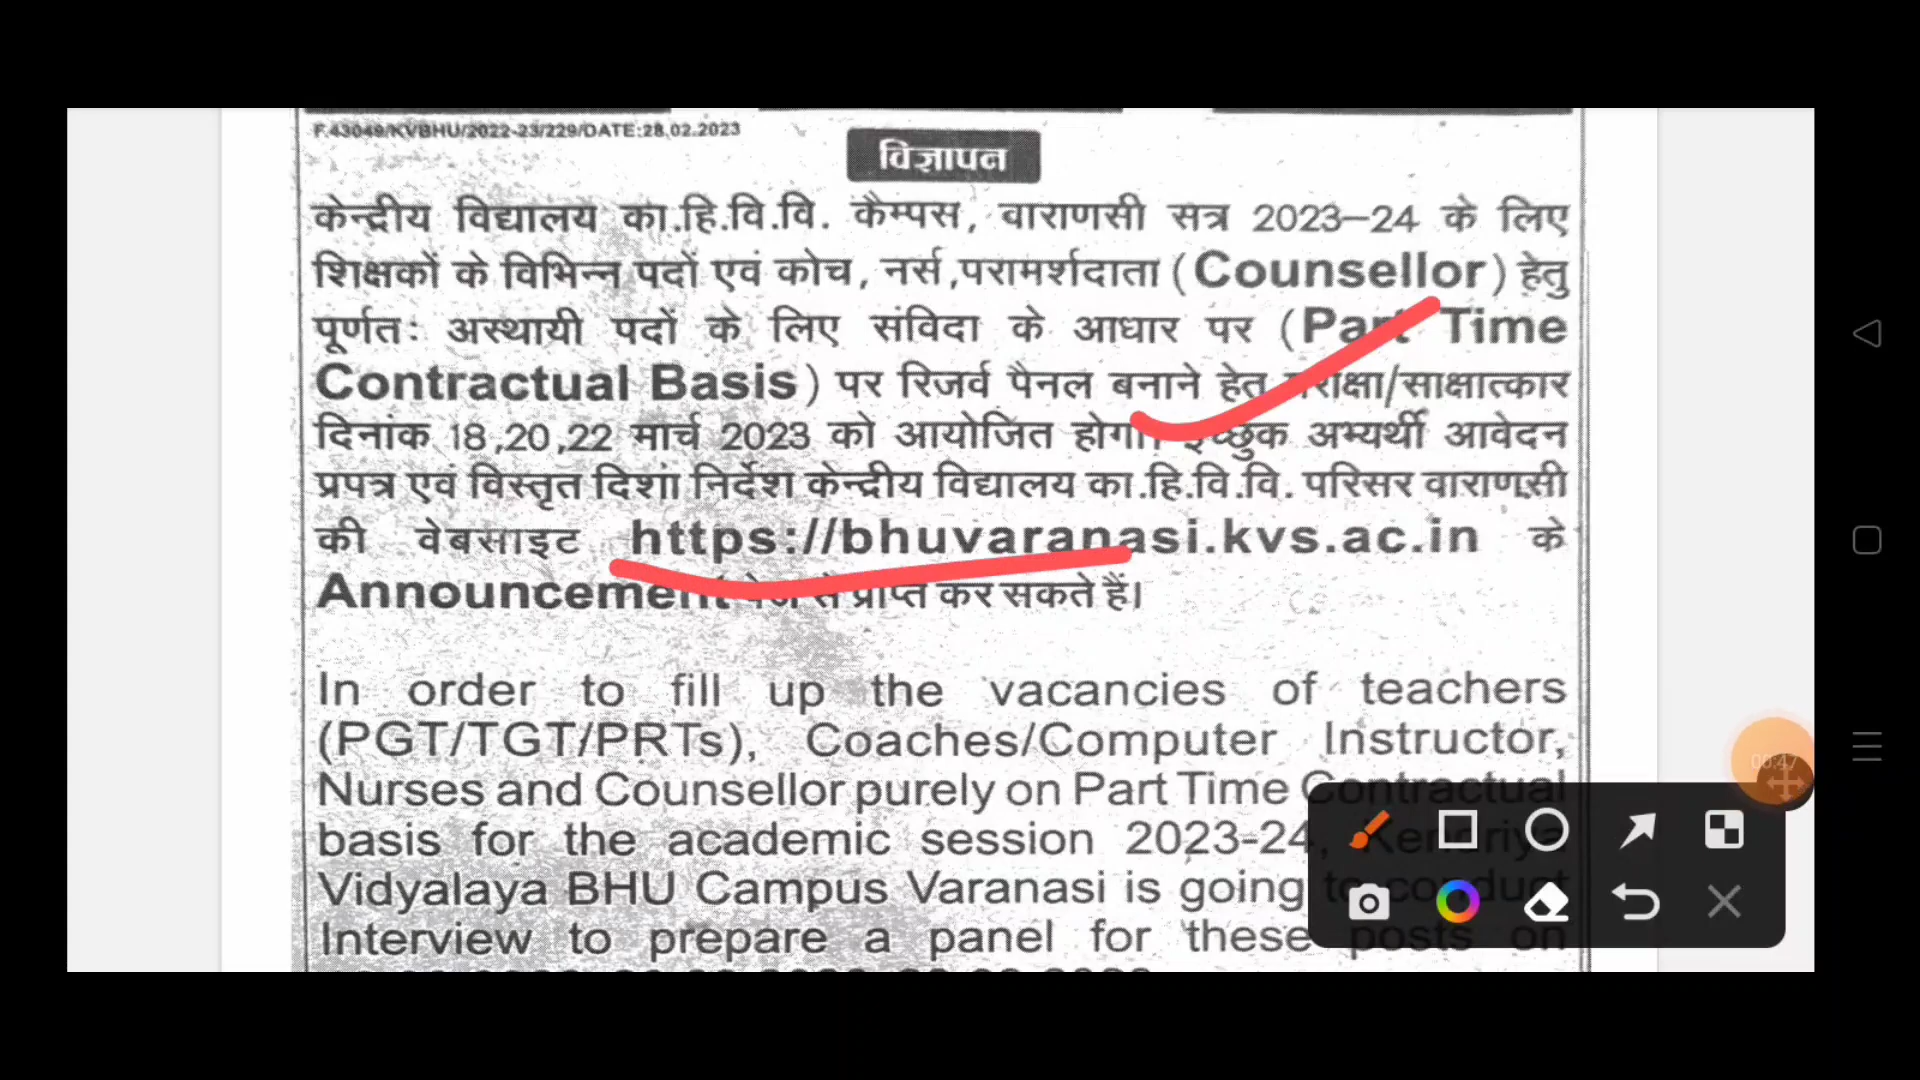 F.43049/KVBHU/2022-23/229/DATE:28.02.2023
विज्ञापन
केन्द्रीय विद्यालय का.हि.वि.वि. कैम्पस, वाराणसी सत्र 2023–24 के लिए
शिक्षकों के विभिन्न पदों एवं कोच, नर्स,परामर्शदाता (Counsellor) हेतु
पूर्णतः अस्थायी पदों के लिए संविदा के आधार पर (Part Time
Contractual Basis) पर रिजर्व पैनल बनाने हेतु परीक्षा/साक्षात्कार
दिनांक 18,20,22 मार्च 2023 को आयोजित होगा। इच्छुक अभ्यर्थी आवेदन
प्रपत्र एवं विस्तृत दिशा निर्देश केन्द्रीय विद्यालय का.हि.वि.वि. परिसर वाराणसी
की वेबसाइट https://bhuvaranasi.kvs.ac.in के
Announcement पेज से प्राप्त कर सकते हैं।
In order to fill up the vacancies of teachers
(PGT/TGT/PRTs), Coaches/Computer Instructor,
Nurses and Counsellor purely on Part Time Contractual
basis for the academic session 2023-24, Kendriya
Vidyalaya BHU Campus Varanasi is going to conduct
Interview to prepare a panel for these posts on
00:47